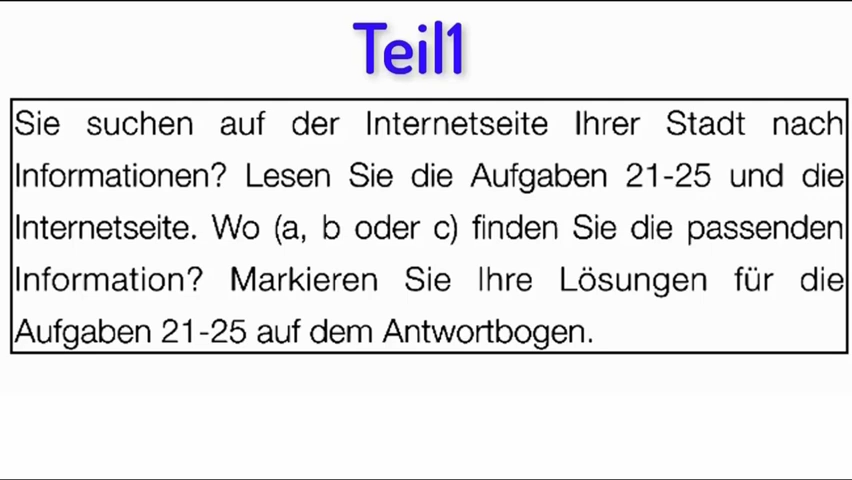 Teil1
Sie suchen auf der Internetseite Ihrer Stadt nach
Informationen? Lesen Sie die Aufgaben 21-25 und die
Internetseite. Wo (a, b oder c) finden Sie die passenden
Information? Markieren Sie Ihre Lösungen für die
Aufgaben 21-25 auf dem Antwortbogen.